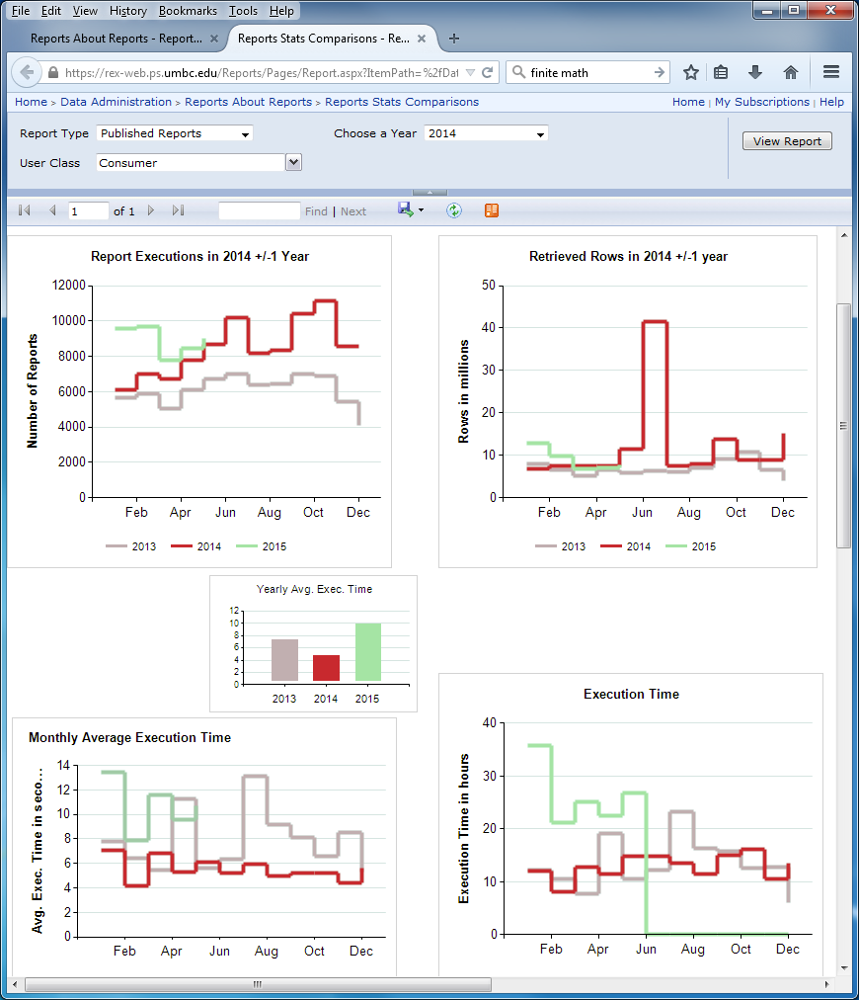 File Edit View History Bookmarks Tools Help
Reports About Reports - Report... Reports Stats Comparisons - Re...
https://rex-web.ps.umbc.edu/Reports/Pages/Report.aspx?ItemPath=%2fDat finite math
Home > Data Administration > Reports About Reports > Reports Stats Comparisons Home | My Subscriptions | Help
Report Type Published Reports Choose a Year 2014 View Report
User Class Consumer
1 of 1 Find | Next
Report Executions in 2014 +/-1 Year
Number of Reports
12000
10000
8000
6000
4000
2000
0
Feb Apr Jun Aug Oct Dec
2013 2014 2015
Retrieved Rows in 2014 +/-1 year
Rows in millions
50
40
30
20
10
0
Feb Apr Jun Aug Oct Dec
2013 2014 2015
Yearly Avg. Exec. Time
12
10
8
6
4
2
0
2013 2014 2015
Monthly Average Execution Time
Avg. Exec. Time in seco...
14
12
10
8
6
4
2
0
Feb Apr Jun Aug Oct Dec
Execution Time
Execution Time in hours
40
30
20
10
0
Feb Apr Jun Aug Oct Dec